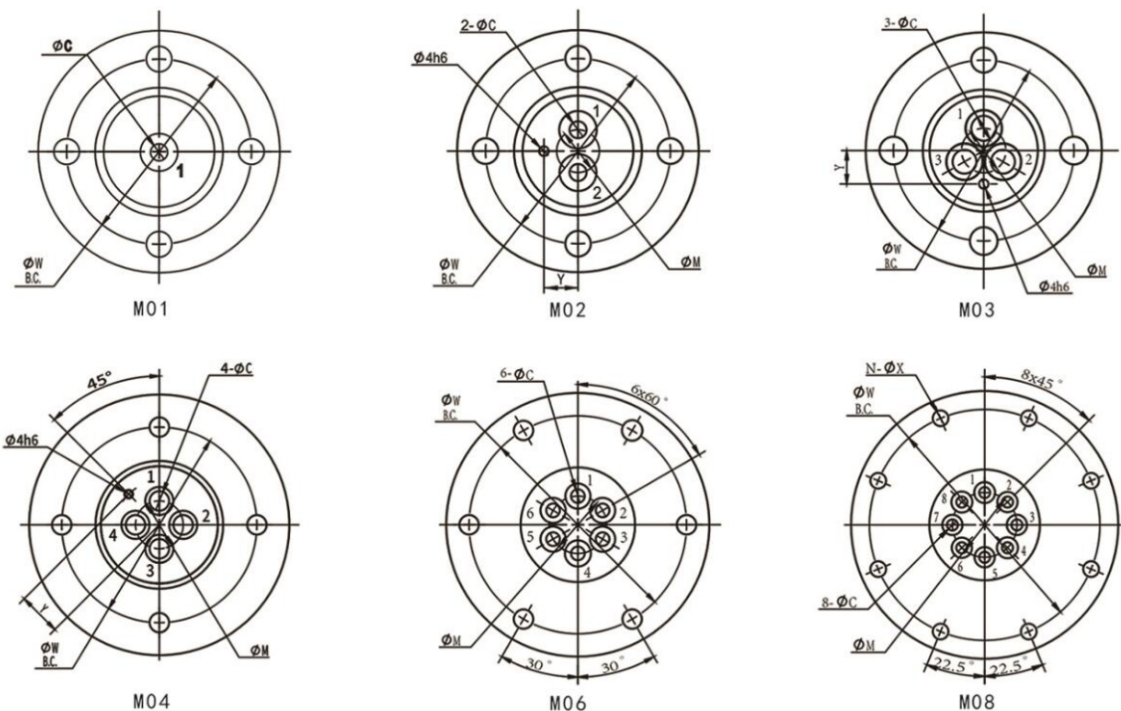 ØC
1
ØW
B.C.
M01
2-ØC
Ø4h6
1
2
ØW
B.C.
Y
ØM
M02
3-ØC
1
3
2
Y
ØW
B.C.
ØM
Ø4h6
M03
45°
4-ØC
Ø4h6
1
2
4
3
Y
ØW
B.C.
ØM
M04
6-ØC
ØW
B.C.
6x60°
1
6
2
5
3
4
ØM
30°
30°
M06
N-ØX
8x45°
ØW
B.C.
1
8
2
7
3
6
4
5
8-ØC
ØM
22.5°
22.5°
M08